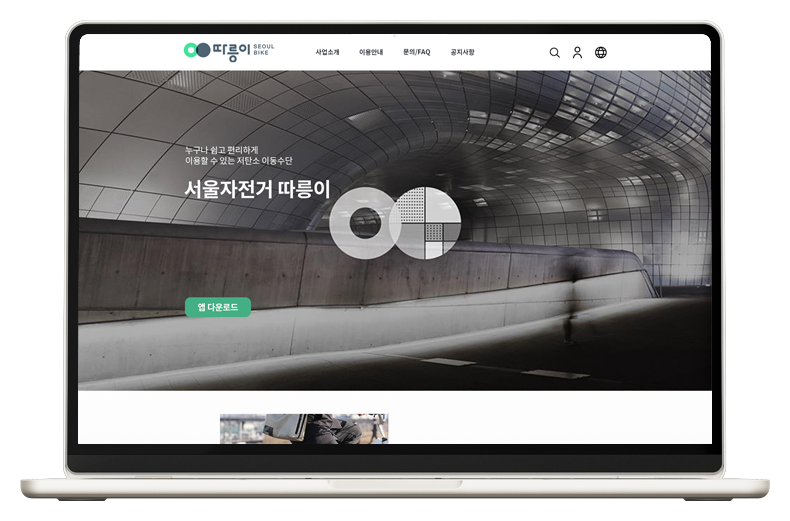 따릉이 SEOUL BIKE
사업소개 이용안내 문의/FAQ 공지사항
누구나 쉽고 편리하게
이용할 수 있는 저탄소 이동수단
서울자전거 따릉이
앱 다운로드